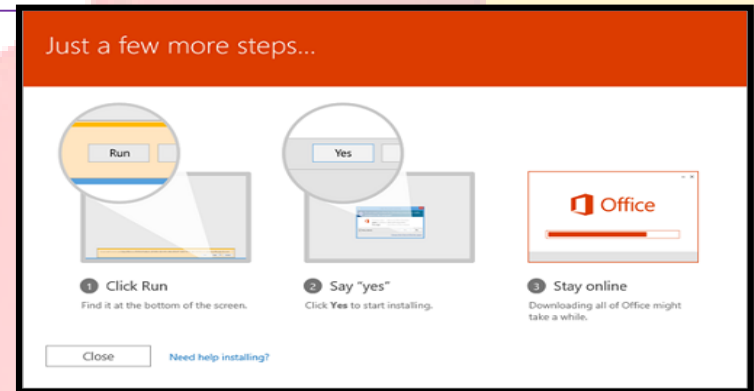 Just a few more steps...
Run
Yes
Office
1 Click Run
Find it at the bottom of the screen.
2 Say "yes"
Click Yes to start installing.
3 Stay online
Downloading all of Office might
take a while.
Close
Need help installing?